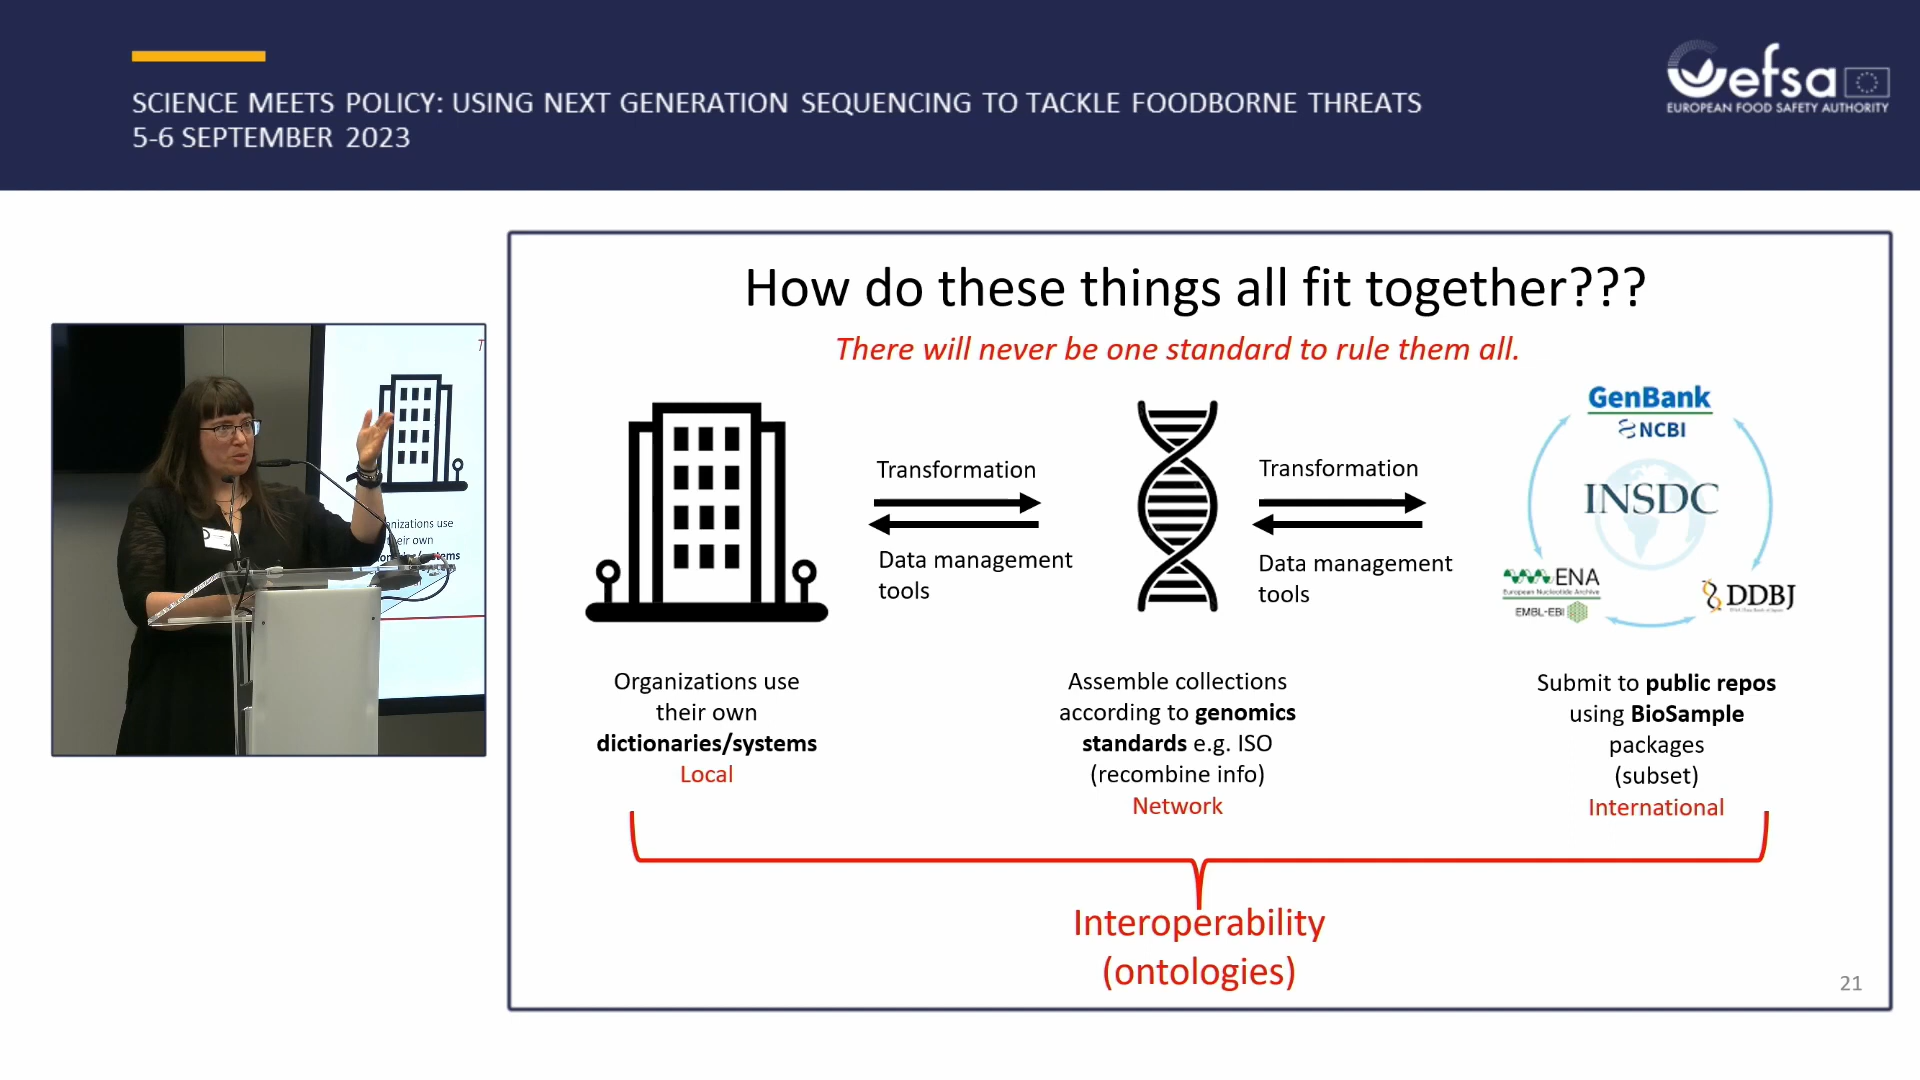 SCIENCE MEETS POLICY: USING NEXT GENERATION SEQUENCING TO TACKLE FOODBORNE THREATS
5-6 SEPTEMBER 2023
efsa
EUROPEAN FOOD SAFETY AUTHORITY
How do these things all fit together???
There will never be one standard to rule them all.
Transformation
Data management
tools
Transformation
Data management
tools
GenBank
NCBI
INSDC
ENA
European Nucleotide Archive
EMBL-EBI
DDBJ
Organizations use
their own
dictionaries/systems
Local
Assemble collections
according to genomics
standards e.g. ISO
(recombine info)
Network
Submit to public repos
using BioSample
packages
(subset)
International
Interoperability
(ontologies)
21
T
nizations use
eir own